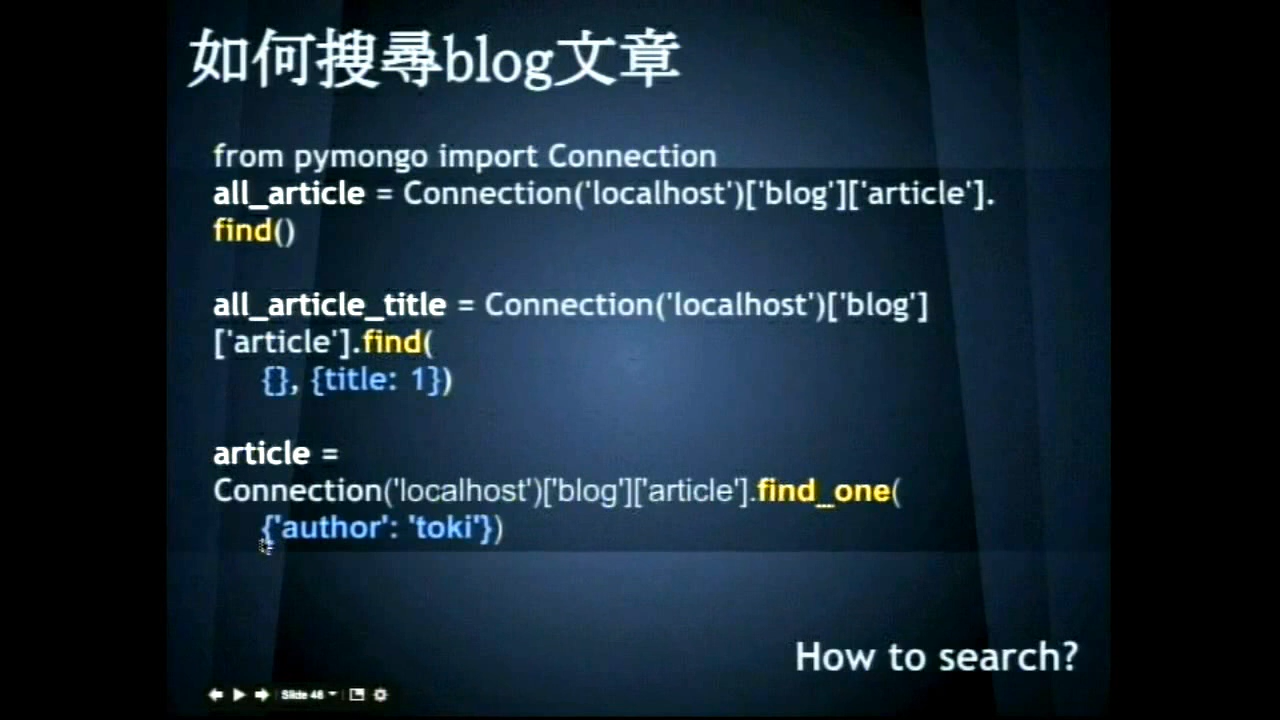 如何搜尋blog文章
from pymongo import Connection
all_article = Connection('localhost')['blog']['article'].
find()
all_article_title = Connection('localhost')['blog']
['article'].find(
{}, {title: 1})
article =
Connection('localhost')['blog']['article'].find_one(
{'author': 'toki'})
How to search?
Slide 46